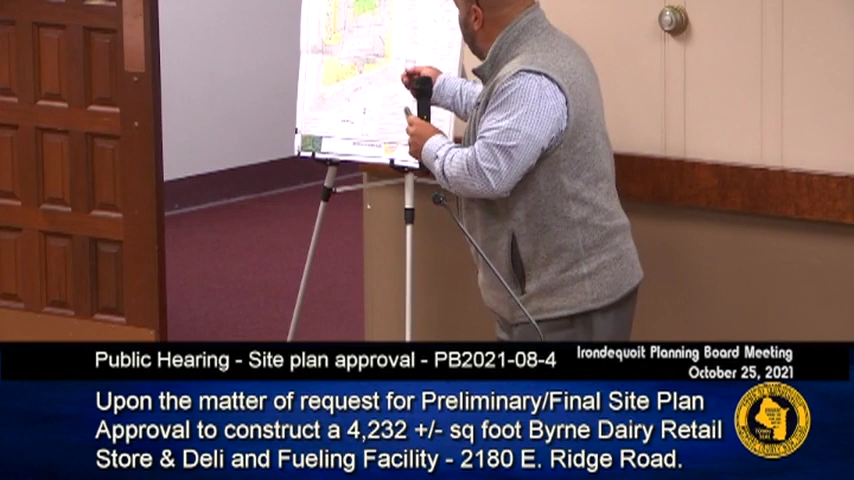 Public Hearing - Site plan approval - PB2021-08-4
Irondequoit Planning Board Meeting
October 25, 2021
Upon the matter of request for Preliminary/Final Site Plan
Approval to construct a 4,232 +/- sq foot Byrne Dairy Retail
Store & Deli and Fueling Facility - 2180 E. Ridge Road.